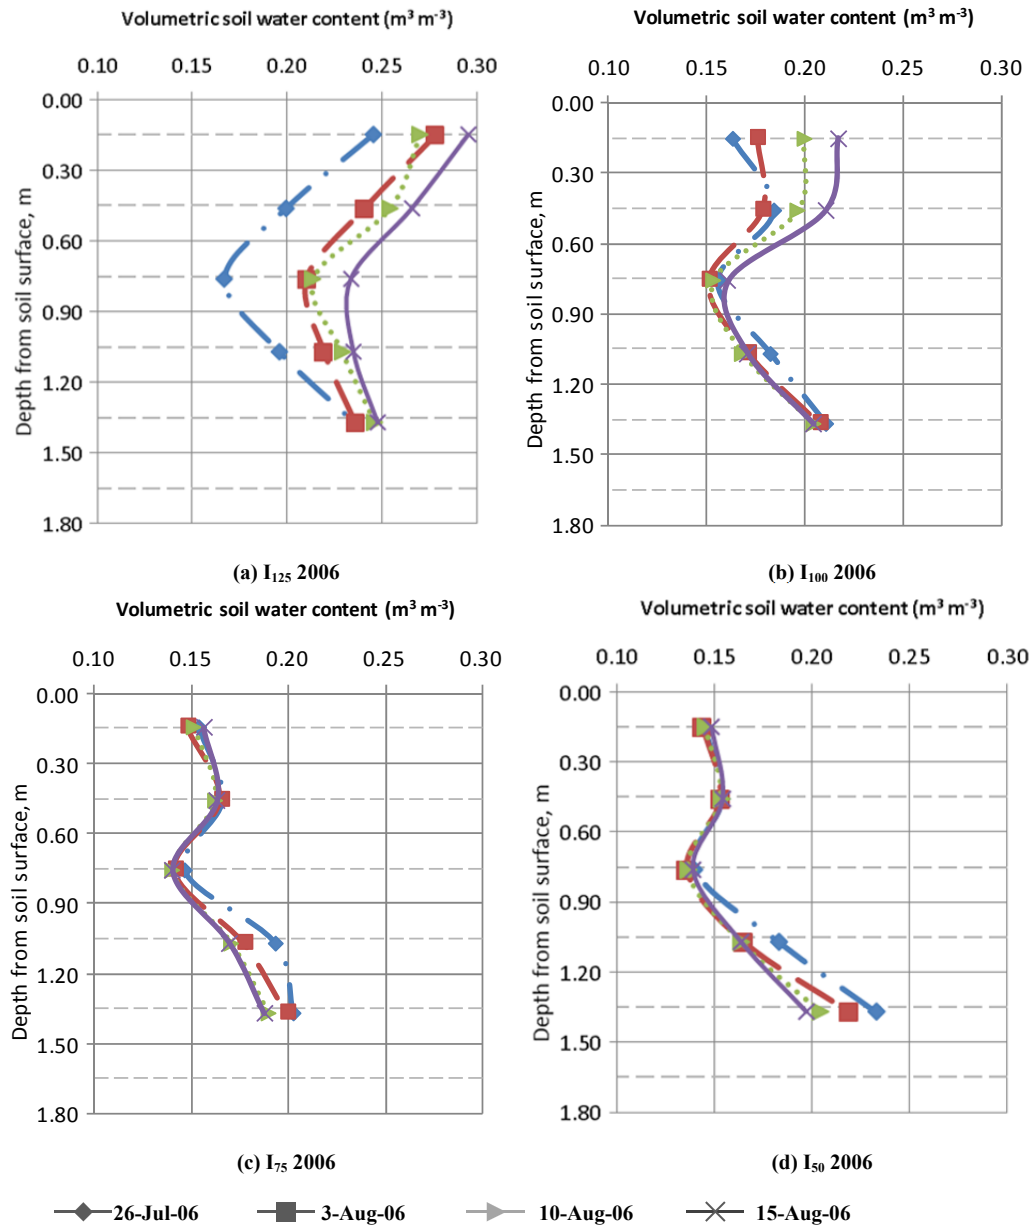 Volumetric soil water content (m³ m⁻³)
0.10 0.15 0.20 0.25 0.30
0.00
0.30
0.60
0.90
1.20
1.50
1.80
Depth from soil surface, m
(a) I₁₂₅ 2006
Volumetric soil water content (m³ m⁻³)
0.10 0.15 0.20 0.25 0.30
0.00
0.30
0.60
0.90
1.20
1.50
1.80
Depth from soil surface, m
(b) I₁₀₀ 2006
Volumetric soil water content (m³ m⁻³)
0.10 0.15 0.20 0.25 0.30
0.00
0.30
0.60
0.90
1.20
1.50
1.80
Depth from soil surface, m
(c) I₇₅ 2006
Volumetric soil water content (m³ m⁻³)
0.10 0.15 0.20 0.25 0.30
0.00
0.30
0.60
0.90
1.20
1.50
1.80
Depth from soil surface, m
(d) I₅₀ 2006
26-Jul-06 3-Aug-06 10-Aug-06 15-Aug-06